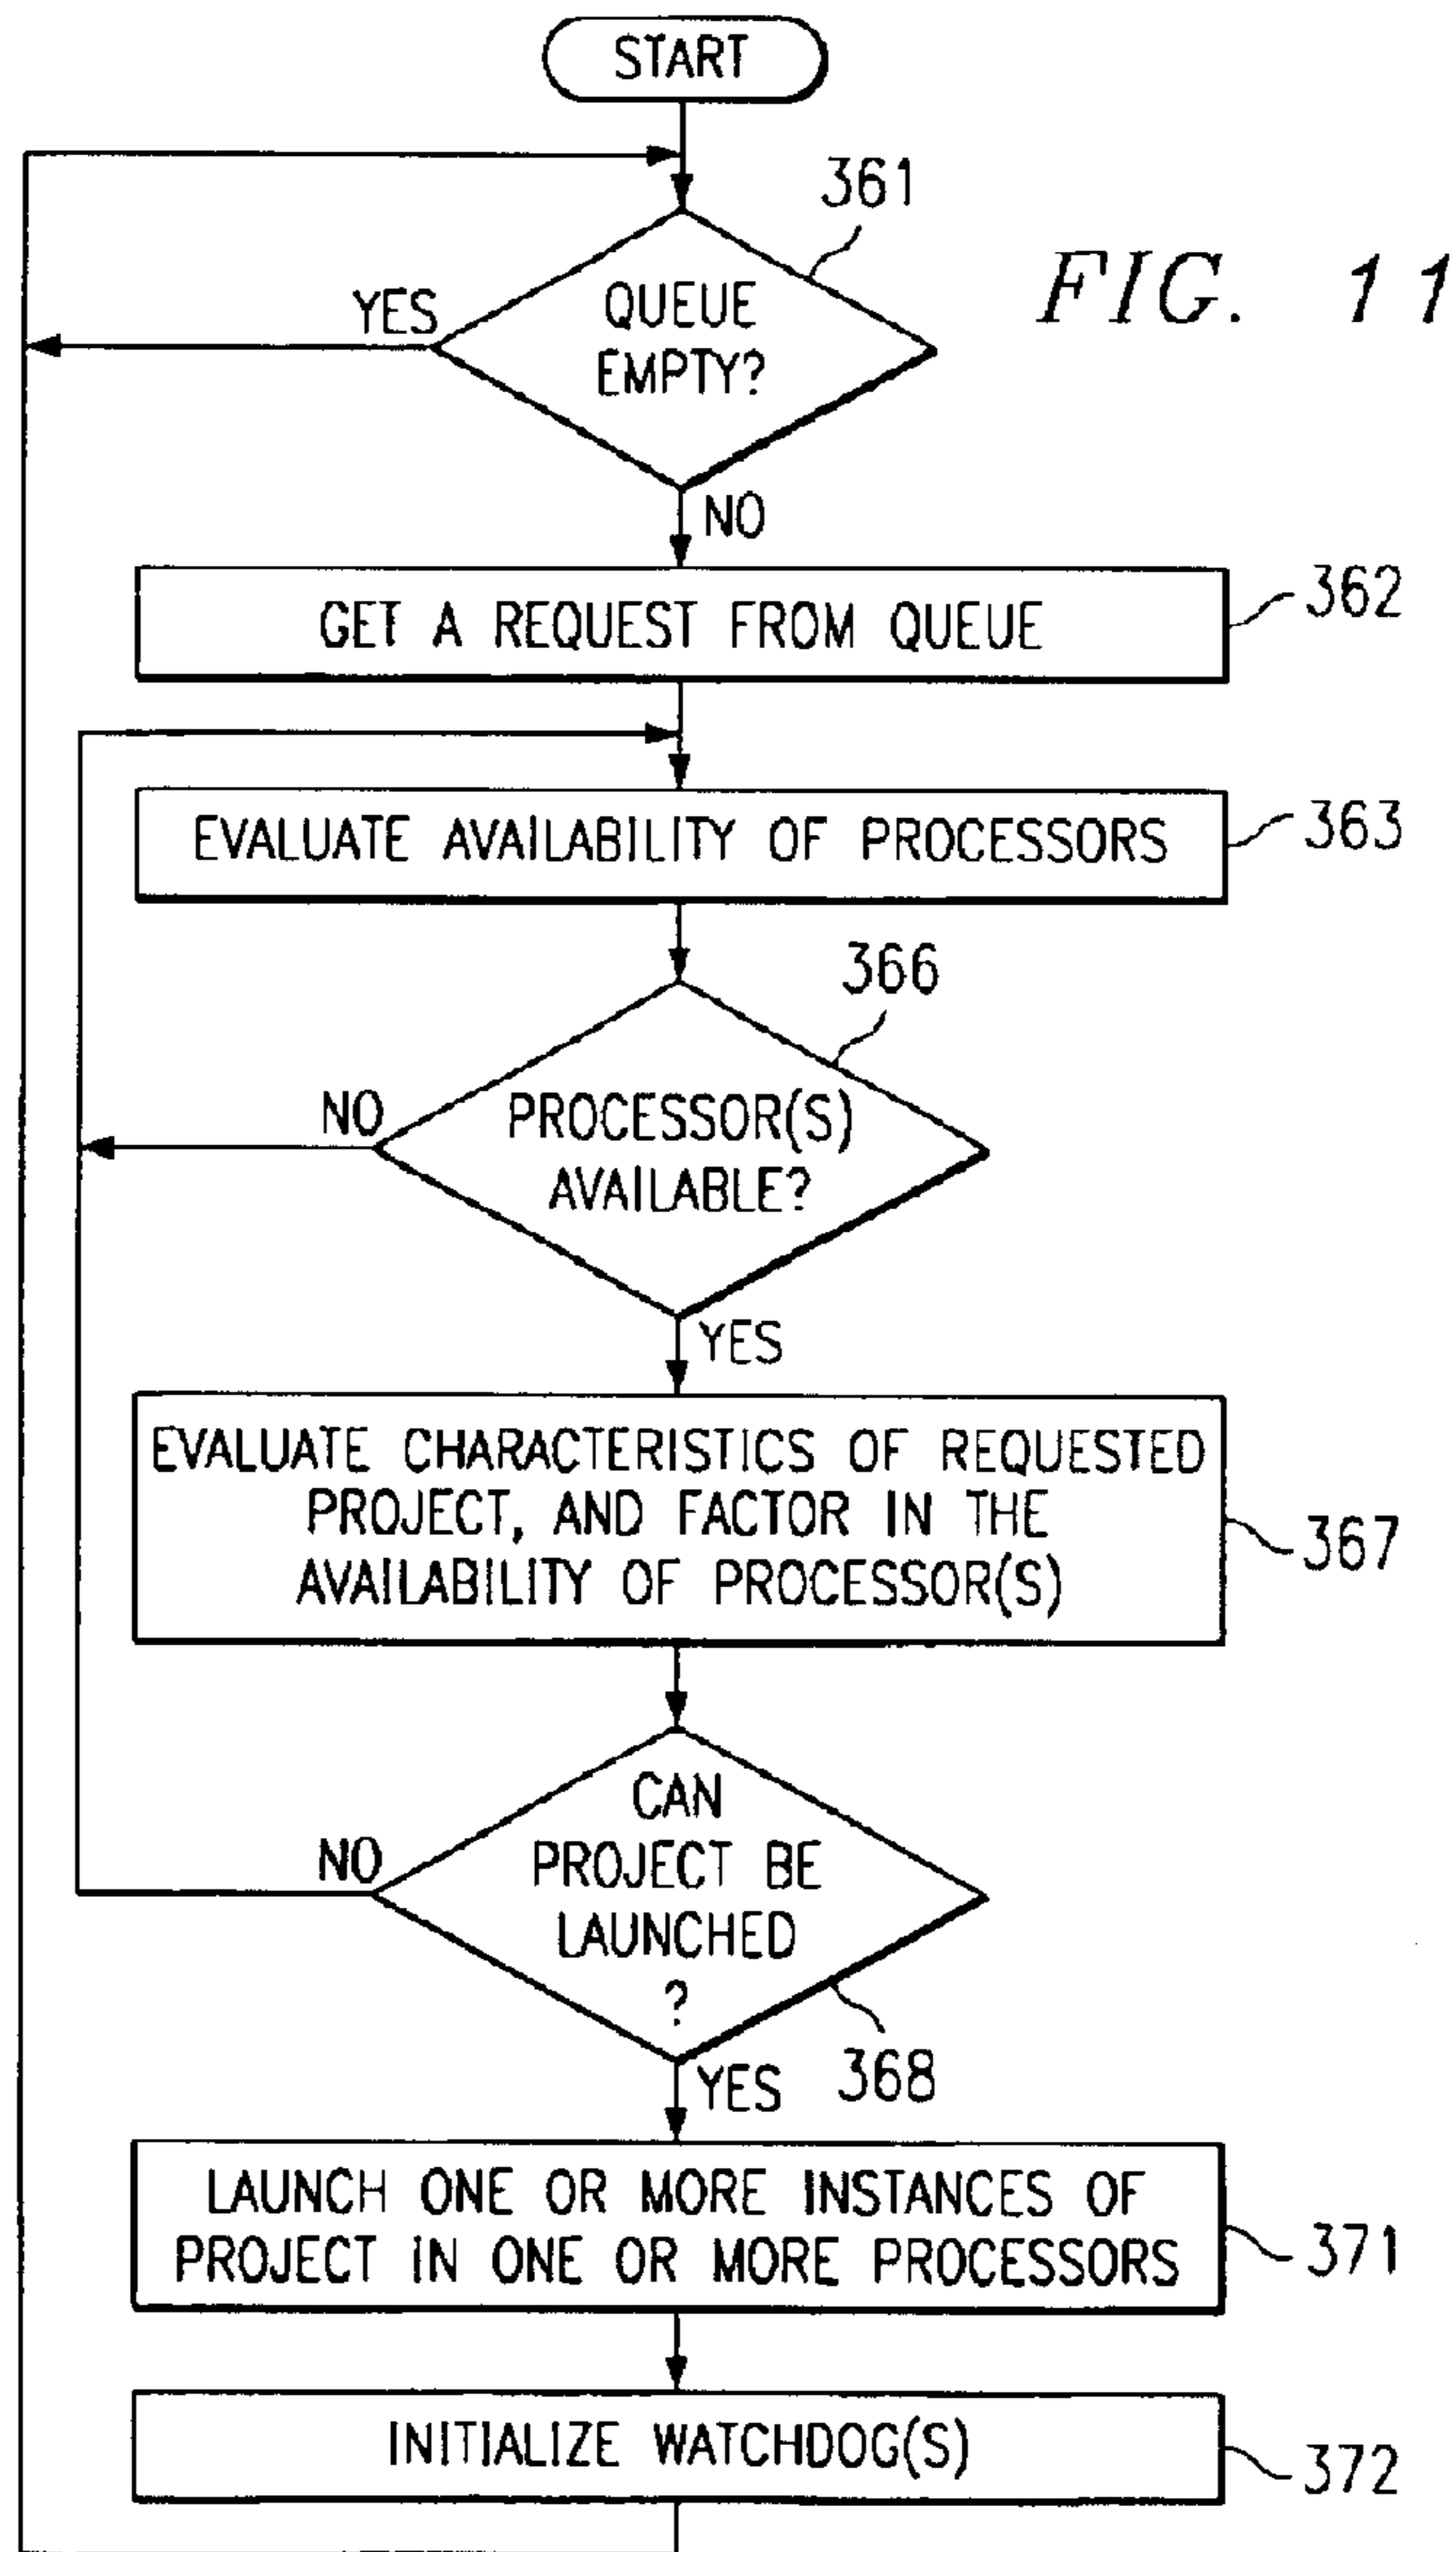 START
361
FIG. 11
YES
QUEUE
EMPTY?
NO
GET A REQUEST FROM QUEUE
362
EVALUATE AVAILABILITY OF PROCESSORS
363
366
NO
PROCESSOR(S)
AVAILABLE?
YES
EVALUATE CHARACTERISTICS OF REQUESTED
PROJECT, AND FACTOR IN THE
AVAILABILITY OF PROCESSOR(S)
367
CAN
NO
PROJECT BE
LAUNCHED
?
YES
368
LAUNCH ONE OR MORE INSTANCES OF
PROJECT IN ONE OR MORE PROCESSORS
371
INITIALIZE WATCHDOG(S)
372